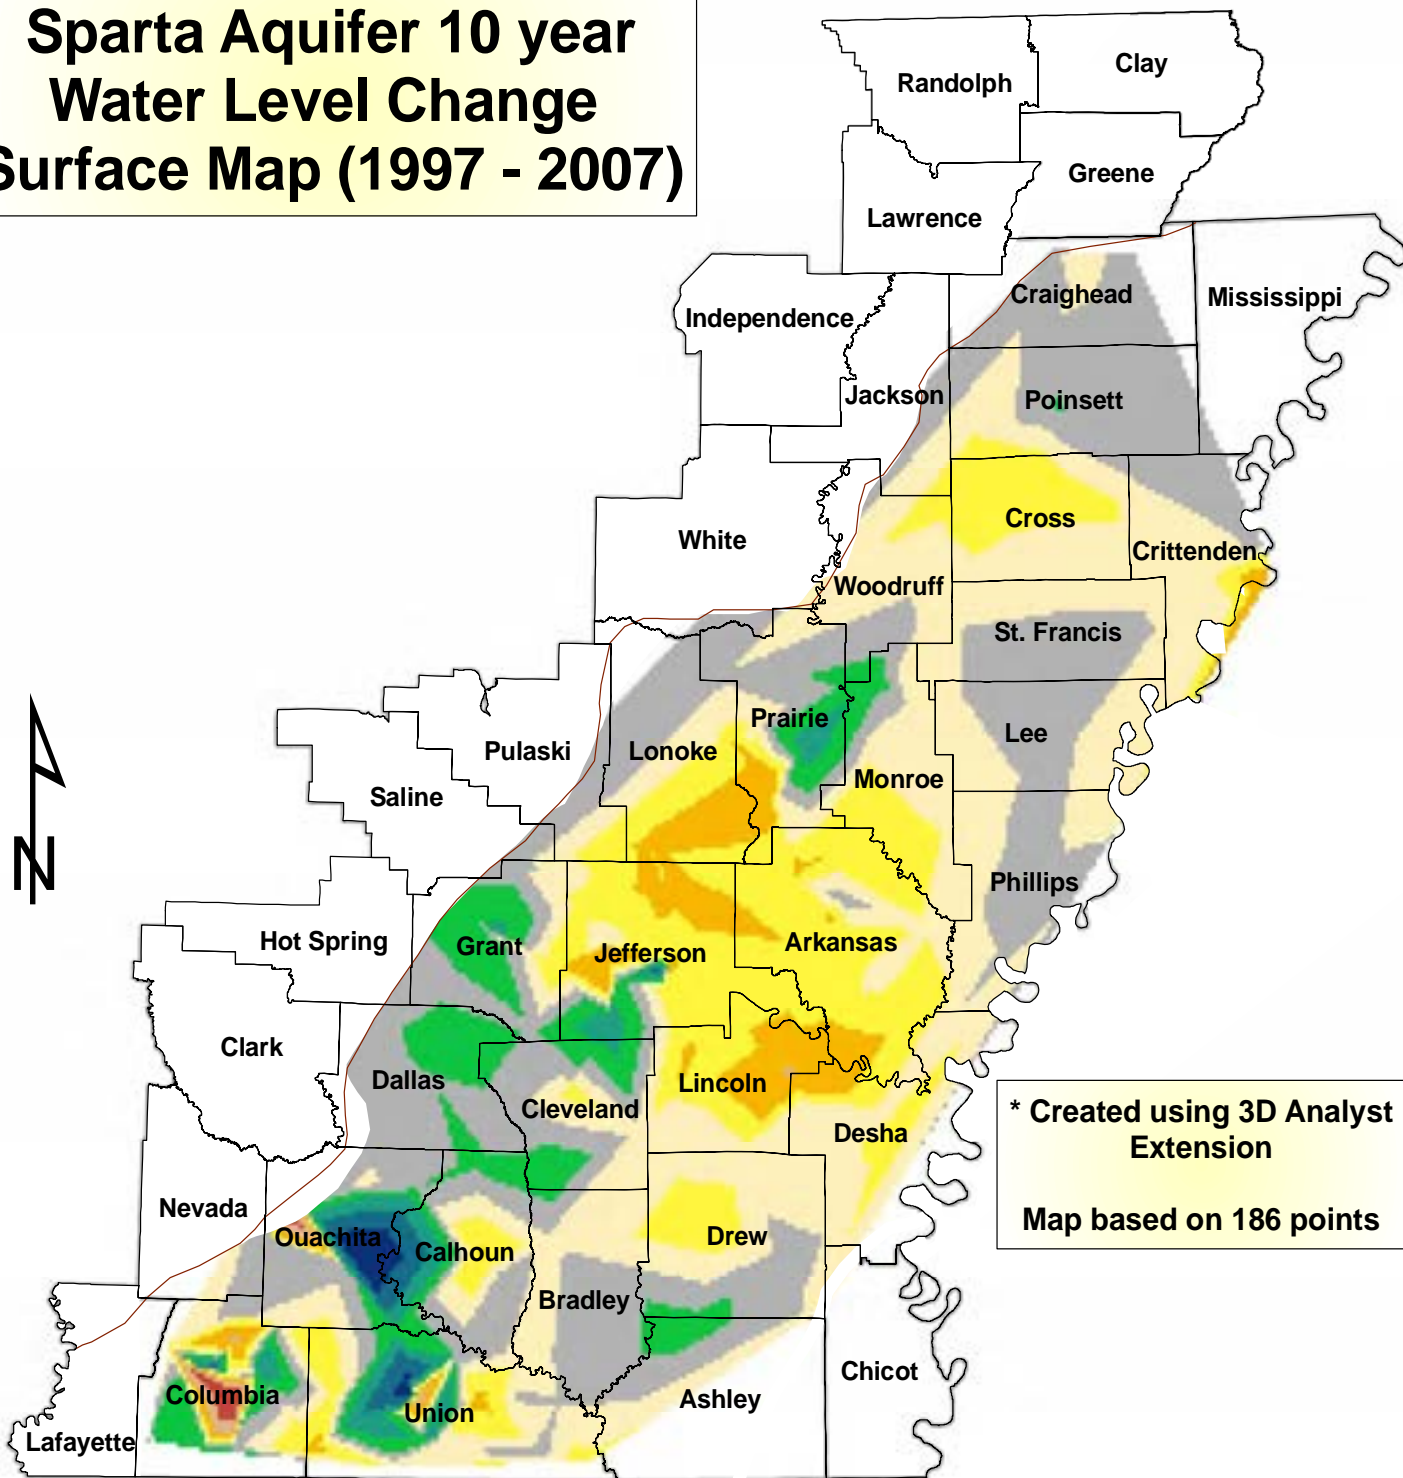 Sparta Aquifer 10 year
Water Level Change
Surface Map (1997 - 2007)
Randolph
Clay
Greene
Lawrence
Craighead
Mississippi
Independence
Jackson
Poinsett
White
Cross
Crittenden
Woodruff
St. Francis
Prairie
Lee
Pulaski
Lonoke
Monroe
Saline
N
Phillips
Hot Spring
Grant
Jefferson
Arkansas
Clark
Dallas
Lincoln
Cleveland
Desha
* Created using 3D Analyst
Extension
Map based on 186 points
Nevada
Ouachita
Calhoun
Drew
Bradley
Chicot
Columbia
Union
Ashley
Lafayette